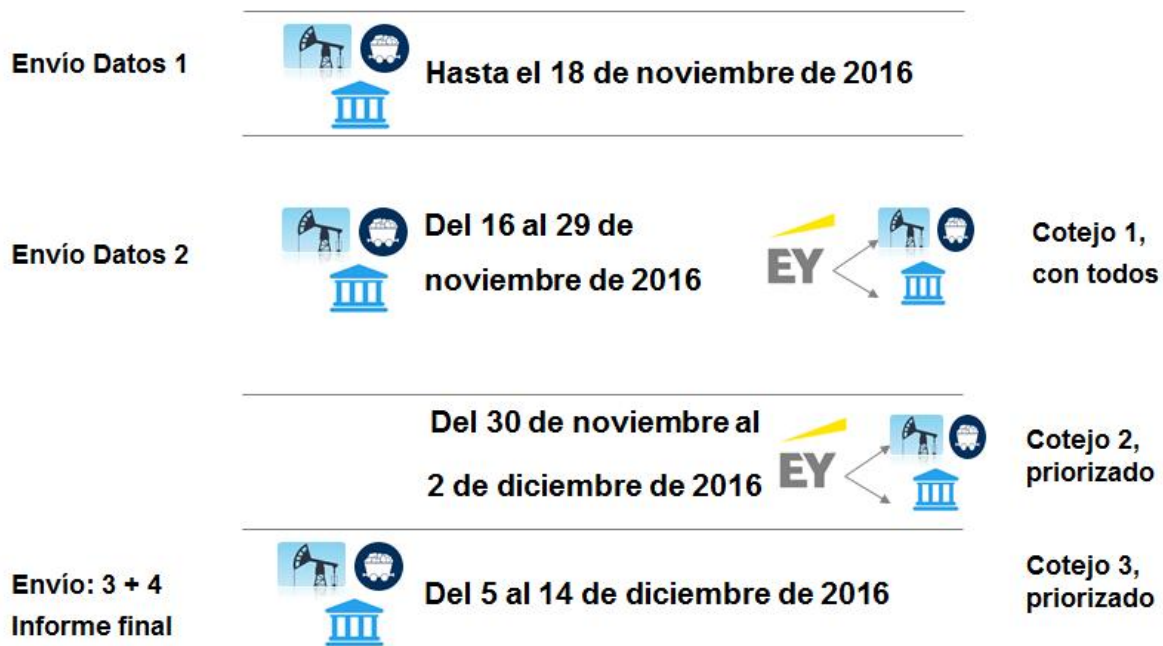 Envío Datos 1
Hasta el 18 de noviembre de 2016
Envío Datos 2
Del 16 al 29 de
noviembre de 2016
EY
Cotejo 1,
con todos
Del 30 de noviembre al
2 de diciembre de 2016
EY
Cotejo 2,
priorizado
Envío: 3 + 4
Informe final
Del 5 al 14 de diciembre de 2016
Cotejo 3,
priorizado